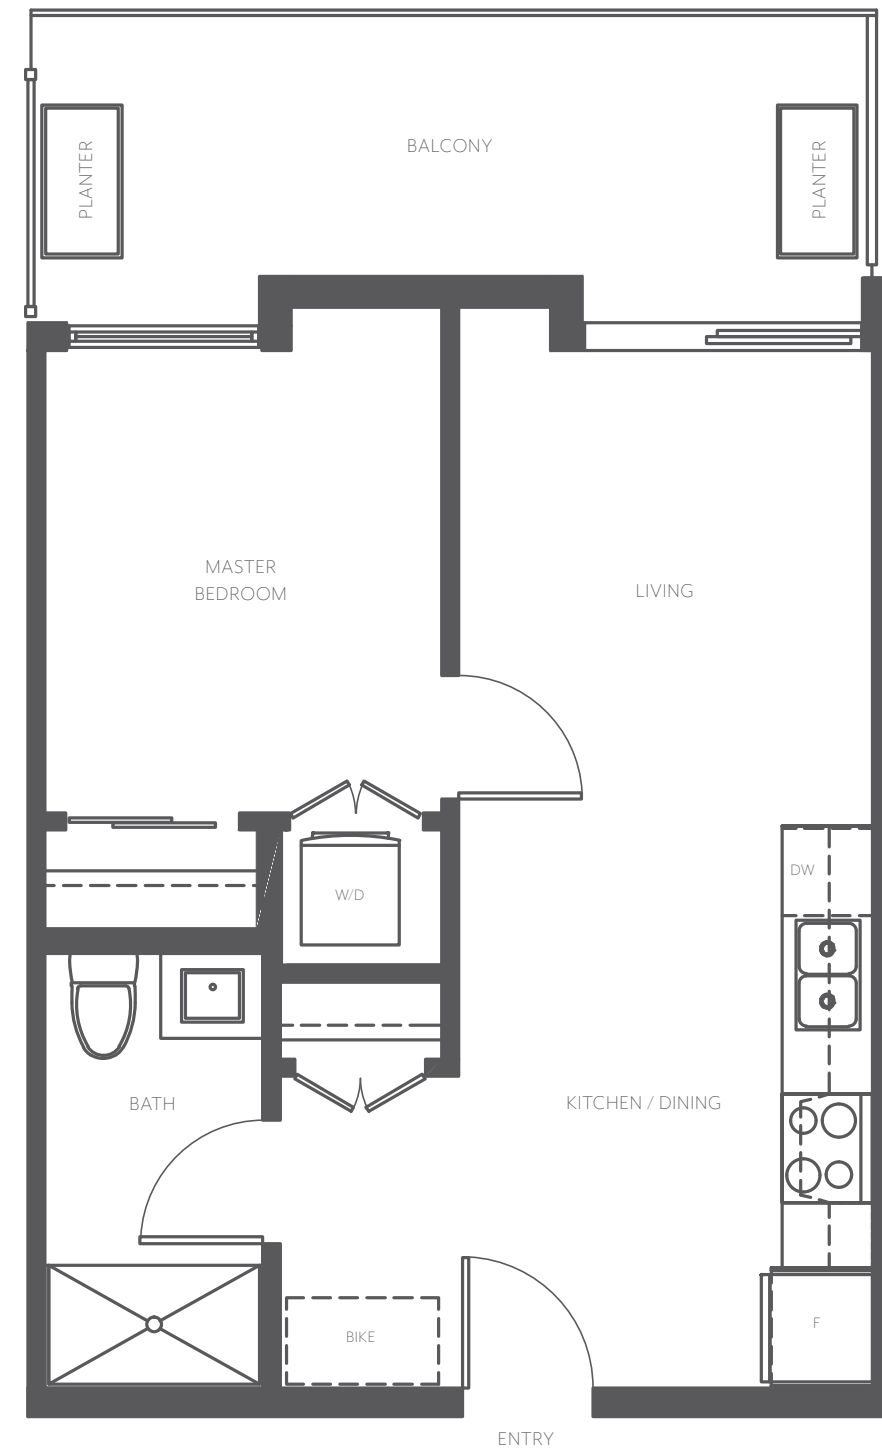 BALCONY
PLANTER
PLANTER
MASTER
BEDROOM
LIVING
DW
W/D
BATH
KITCHEN / DINING
F
BIKE
ENTRY